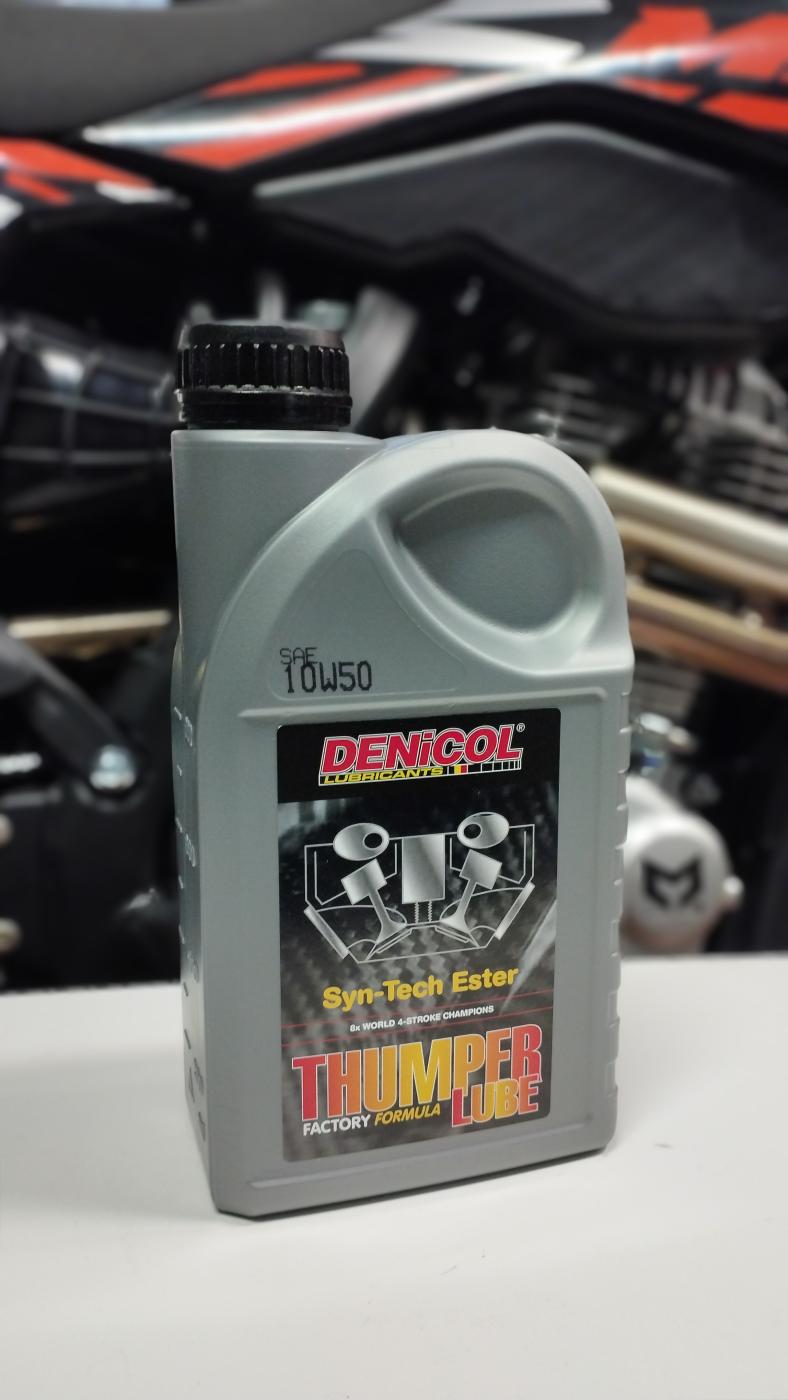 SAE
10W50
DENiCOL®
LUBRICANTS
Syn-Tech Ester
8x WORLD 4-STROKE CHAMPIONS
THUMPER
LUBE
FACTORY FORMULA